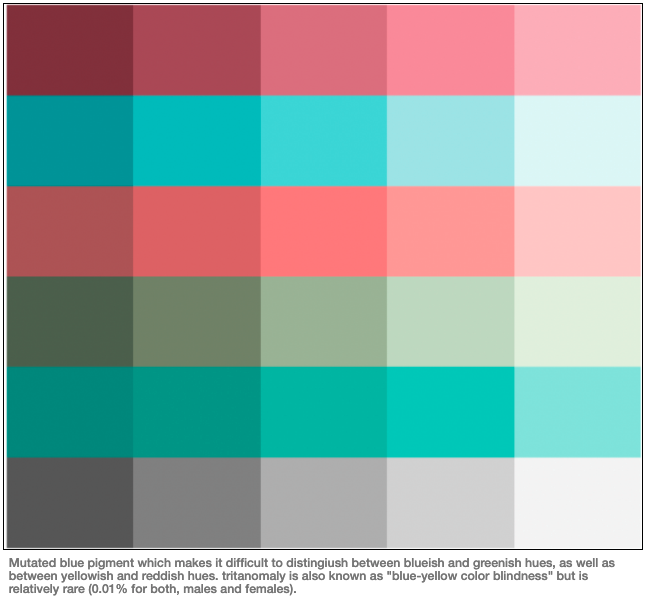 Mutated blue pigment which makes it difficult to distingiush between blueish and greenish hues, as well as
between yellowish and reddish hues. tritanomaly is also known as "blue-yellow color blindness" but is
relatively rare (0.01% for both, males and females).